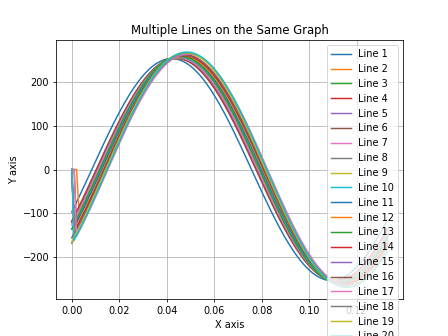 Multiple Lines on the Same Graph
Y axis
200
100
0
−100
−200
0.00
0.02
0.04
0.06
0.08
0.10
X axis
Line 1
Line 2
Line 3
Line 4
Line 5
Line 6
Line 7
Line 8
Line 9
Line 10
Line 11
Line 12
Line 13
Line 14
Line 15
Line 16
Line 17
Line 18
Line 19
Line 20